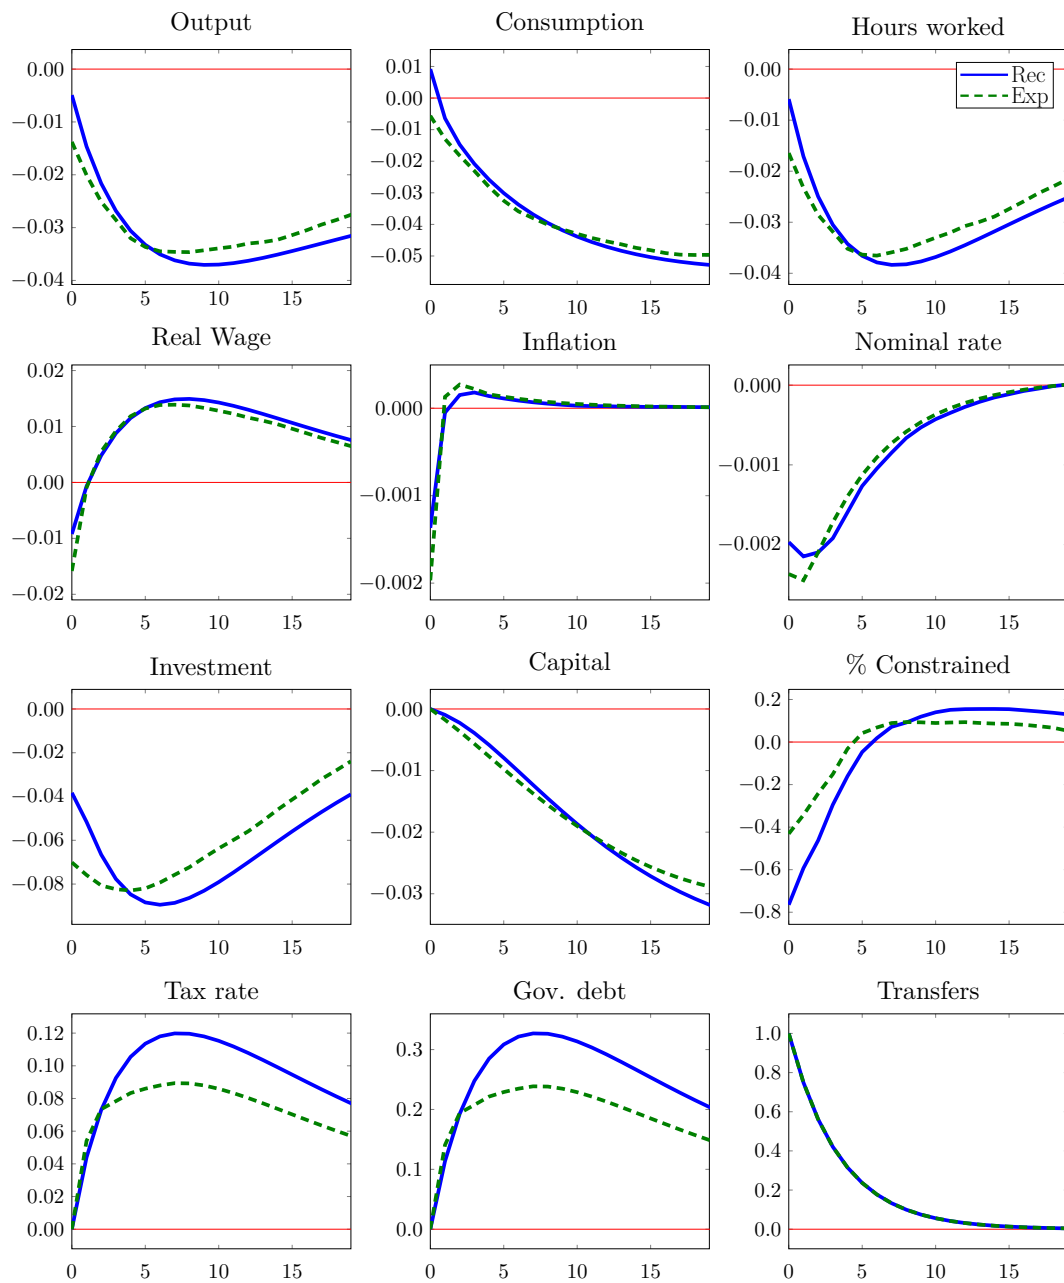 Output
0.00
−0.01
−0.02
−0.03
−0.04
0 5 10 15
Consumption
0.01
0.00
−0.01
−0.02
−0.03
−0.04
−0.05
0 5 10 15
Hours worked
0.00
−0.01
−0.02
−0.03
−0.04
0 5 10 15
Rec
Exp
Real Wage
0.02
0.01
0.00
−0.01
−0.02
0 5 10 15
Inflation
0.000
−0.001
−0.002
0 5 10 15
Nominal rate
0.000
−0.001
−0.002
0 5 10 15
Investment
0.00
−0.02
−0.04
−0.06
−0.08
0 5 10 15
Capital
0.00
−0.01
−0.02
−0.03
0 5 10 15
% Constrained
0.2
0.0
−0.2
−0.4
−0.6
−0.8
0 5 10 15
Tax rate
0.12
0.10
0.08
0.06
0.04
0.02
0.00
0 5 10 15
Gov. debt
0.3
0.2
0.1
0.0
0 5 10 15
Transfers
1.0
0.8
0.6
0.4
0.2
0.0
0 5 10 15